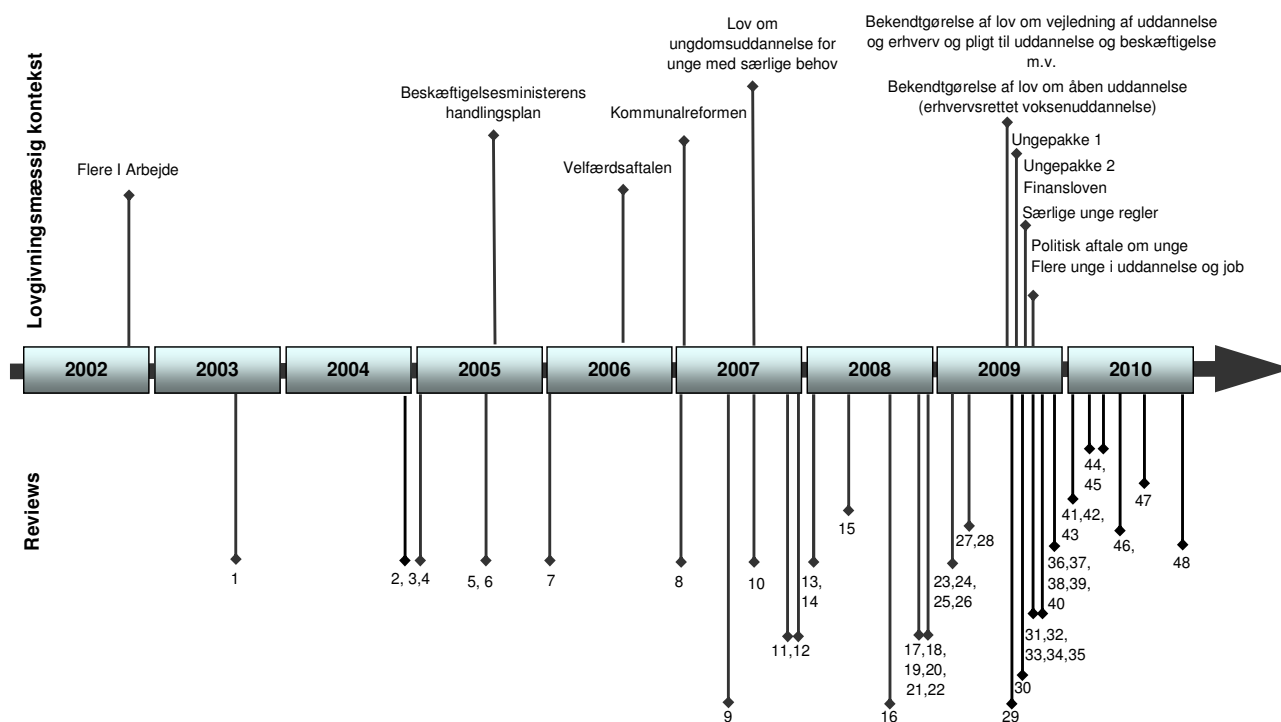 Lovgivningsmæssig kontekst
Lov om
ungdomsuddannelse for
unge med særlige behov
Bekendtgørelse af lov om vejledning af uddannelse
og erhverv og pligt til uddannelse og beskæftigelse
m.v.
Bekendtgørelse af lov om åben uddannelse
(erhvervsrettet voksenuddannelse)
Beskæftigelsesministerens
handlingsplan
Kommunalreformen
Ungepakke 1
Flere I Arbejde
Velfærdsaftalen
Ungepakke 2
Finansloven
Særlige unge regler
Politisk aftale om unge
Flere unge i uddannelse og job
2002
2003
2004
2005
2006
2007
2008
2009
2010
Reviews
1
2, 3,4
5, 6
7
8
9
10
11,12
13,
14
15
16
17,18,
19,20,
21,22
23,24,
25,26
27,28
29
30
31,32,
33,34,35
36,37,
38,39,
40
41,42,
43
44,
45
46,
47
48